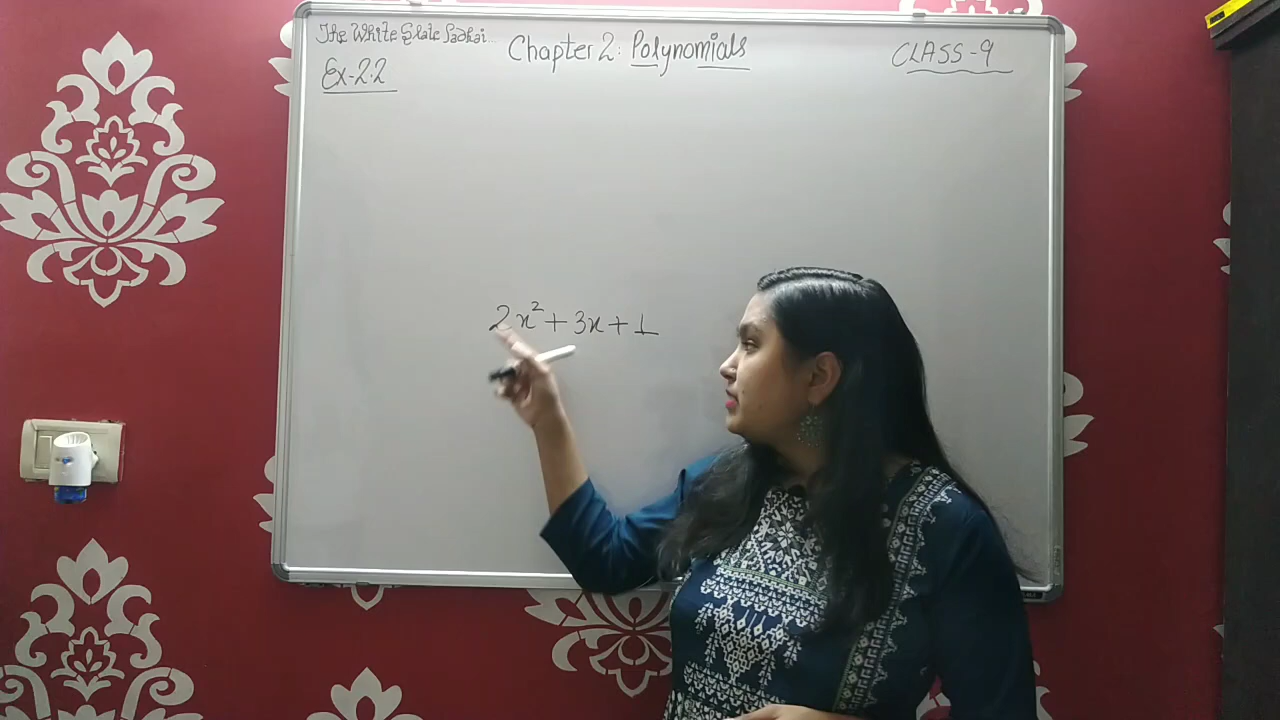 The White Slate Padhai...
Chapter 2: Polynomials
CLASS-9
Ex-2.2
2x² + 3x + 1